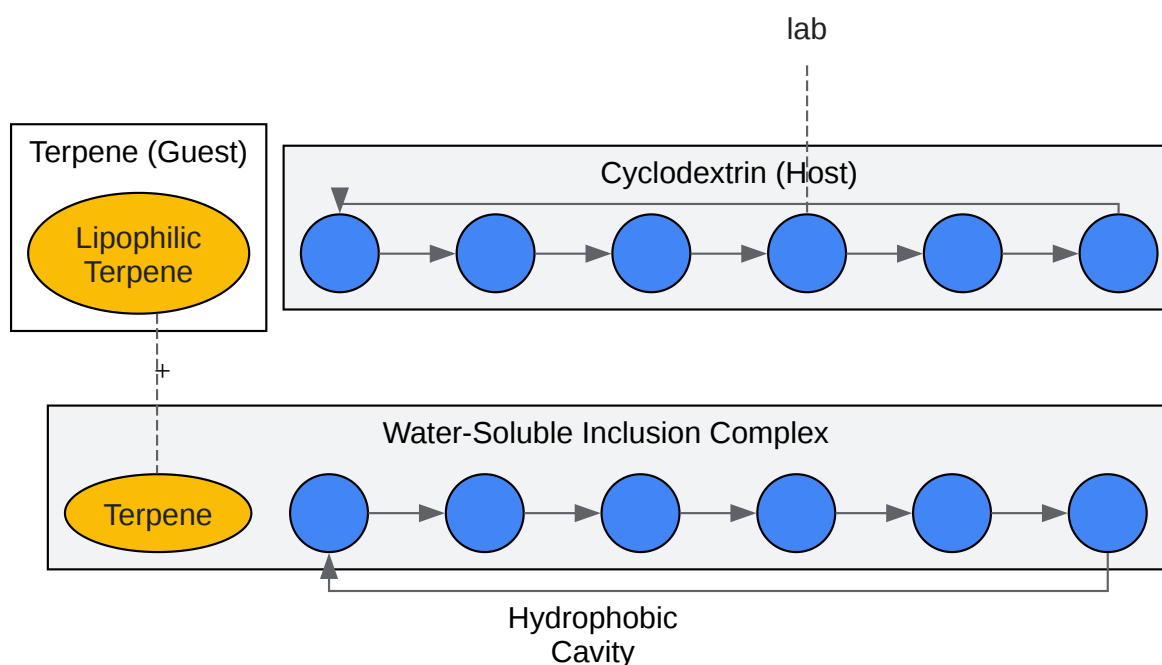 lab
Terpene (Guest)
Cyclodextrin (Host)
Lipophilic
Terpene
+
Water-Soluble Inclusion Complex
Terpene
Hydrophobic
Cavity